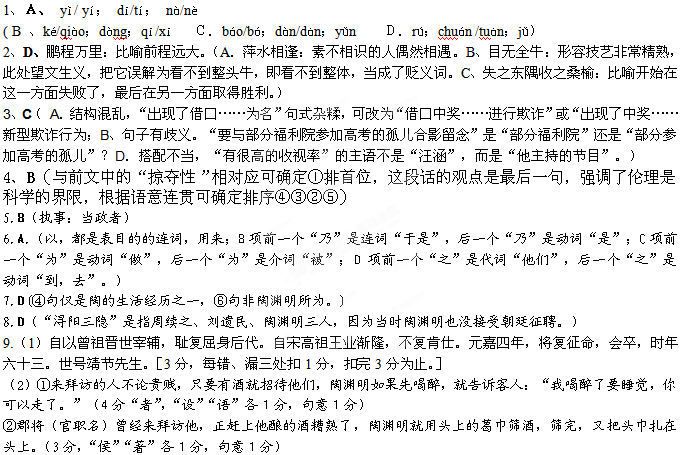 1、 A、 yì / yí； dí/tí； nà/nè
( B 、ké/qiào；dòng；qī /xī  C．báo/bó；dàn/dān；yūn  D．rú；chuán /tuán；jǔ）
2、D、鹏程万里：比喻前程远大。（A. 萍水相逢：素不相识的人偶然相遇。B、目无全牛：形容技艺非常精熟，
此处望文生义，把它误解为看不到整头牛，即看不到整体，当成了贬义词。C、失之东隅收之桑榆：比喻开始在
这一方面失败了，最后在另一方面取得胜利。）
3、C（ A. 结构混乱，“出现了借口……为名”句式杂糅，可改为“借口中奖……进行欺诈”或“出现了中奖……
新型欺诈行为；B、句子有歧义。“要与部分福利院参加高考的孤儿合影留念”是“部分福利院”还是“部分参
加高考的孤儿”？D．搭配不当，“有很高的收视率”的主语不是“汪涵”，而是“他主持的节目”。）
4、 B（与前文中的“掠夺性”相对应可确定①排首位，这段话的观点是最后一句，强调了伦理是
科学的界限，根据语意连贯可确定排序④③②⑤）
5.B（执事：当政者）
6.A.（以，都是表目的的连词，用来；B项前一个“乃”是连词“于是”，后一个“乃”是动词“是”；C项前
一个“为”是动词“做”，后一个“为”是介词“被”；D 项前一个“之”是代词“他们”，后一个“之”是
动词“到，去”。）
7.D(④句仅是陶的生活经历之一，⑥句非陶渊明所为。）
8.D（“浔阳三隐”是指周续之、刘遗民、陶渊明三人，因为当时陶渊明也没接受朝廷征聘。）
9.（1）自以曾祖晋世宰辅，耻复屈身后代。自宋高祖王业渐隆，不复肯仕。元嘉四年，将复征命，会卒，时年
六十三。世号靖节先生。[3分，每错、漏三处扣1分，扣完3分为止。]
（2）①来拜访的人不论贵贱，只要有酒就招待他们，陶渊明如果先喝醉，就告诉客人：“我喝醉了要睡觉，你
可以走了。”（4分“者”，“设”“语”各1分，句意1分）
②郡将（官职名）曾经来拜访他，正赶上他酿的酒糟熟了，陶渊明就用头上的葛巾筛酒，筛完，又把头巾扎在
头上。（3分，“侯”“著”各1分，句意1分）